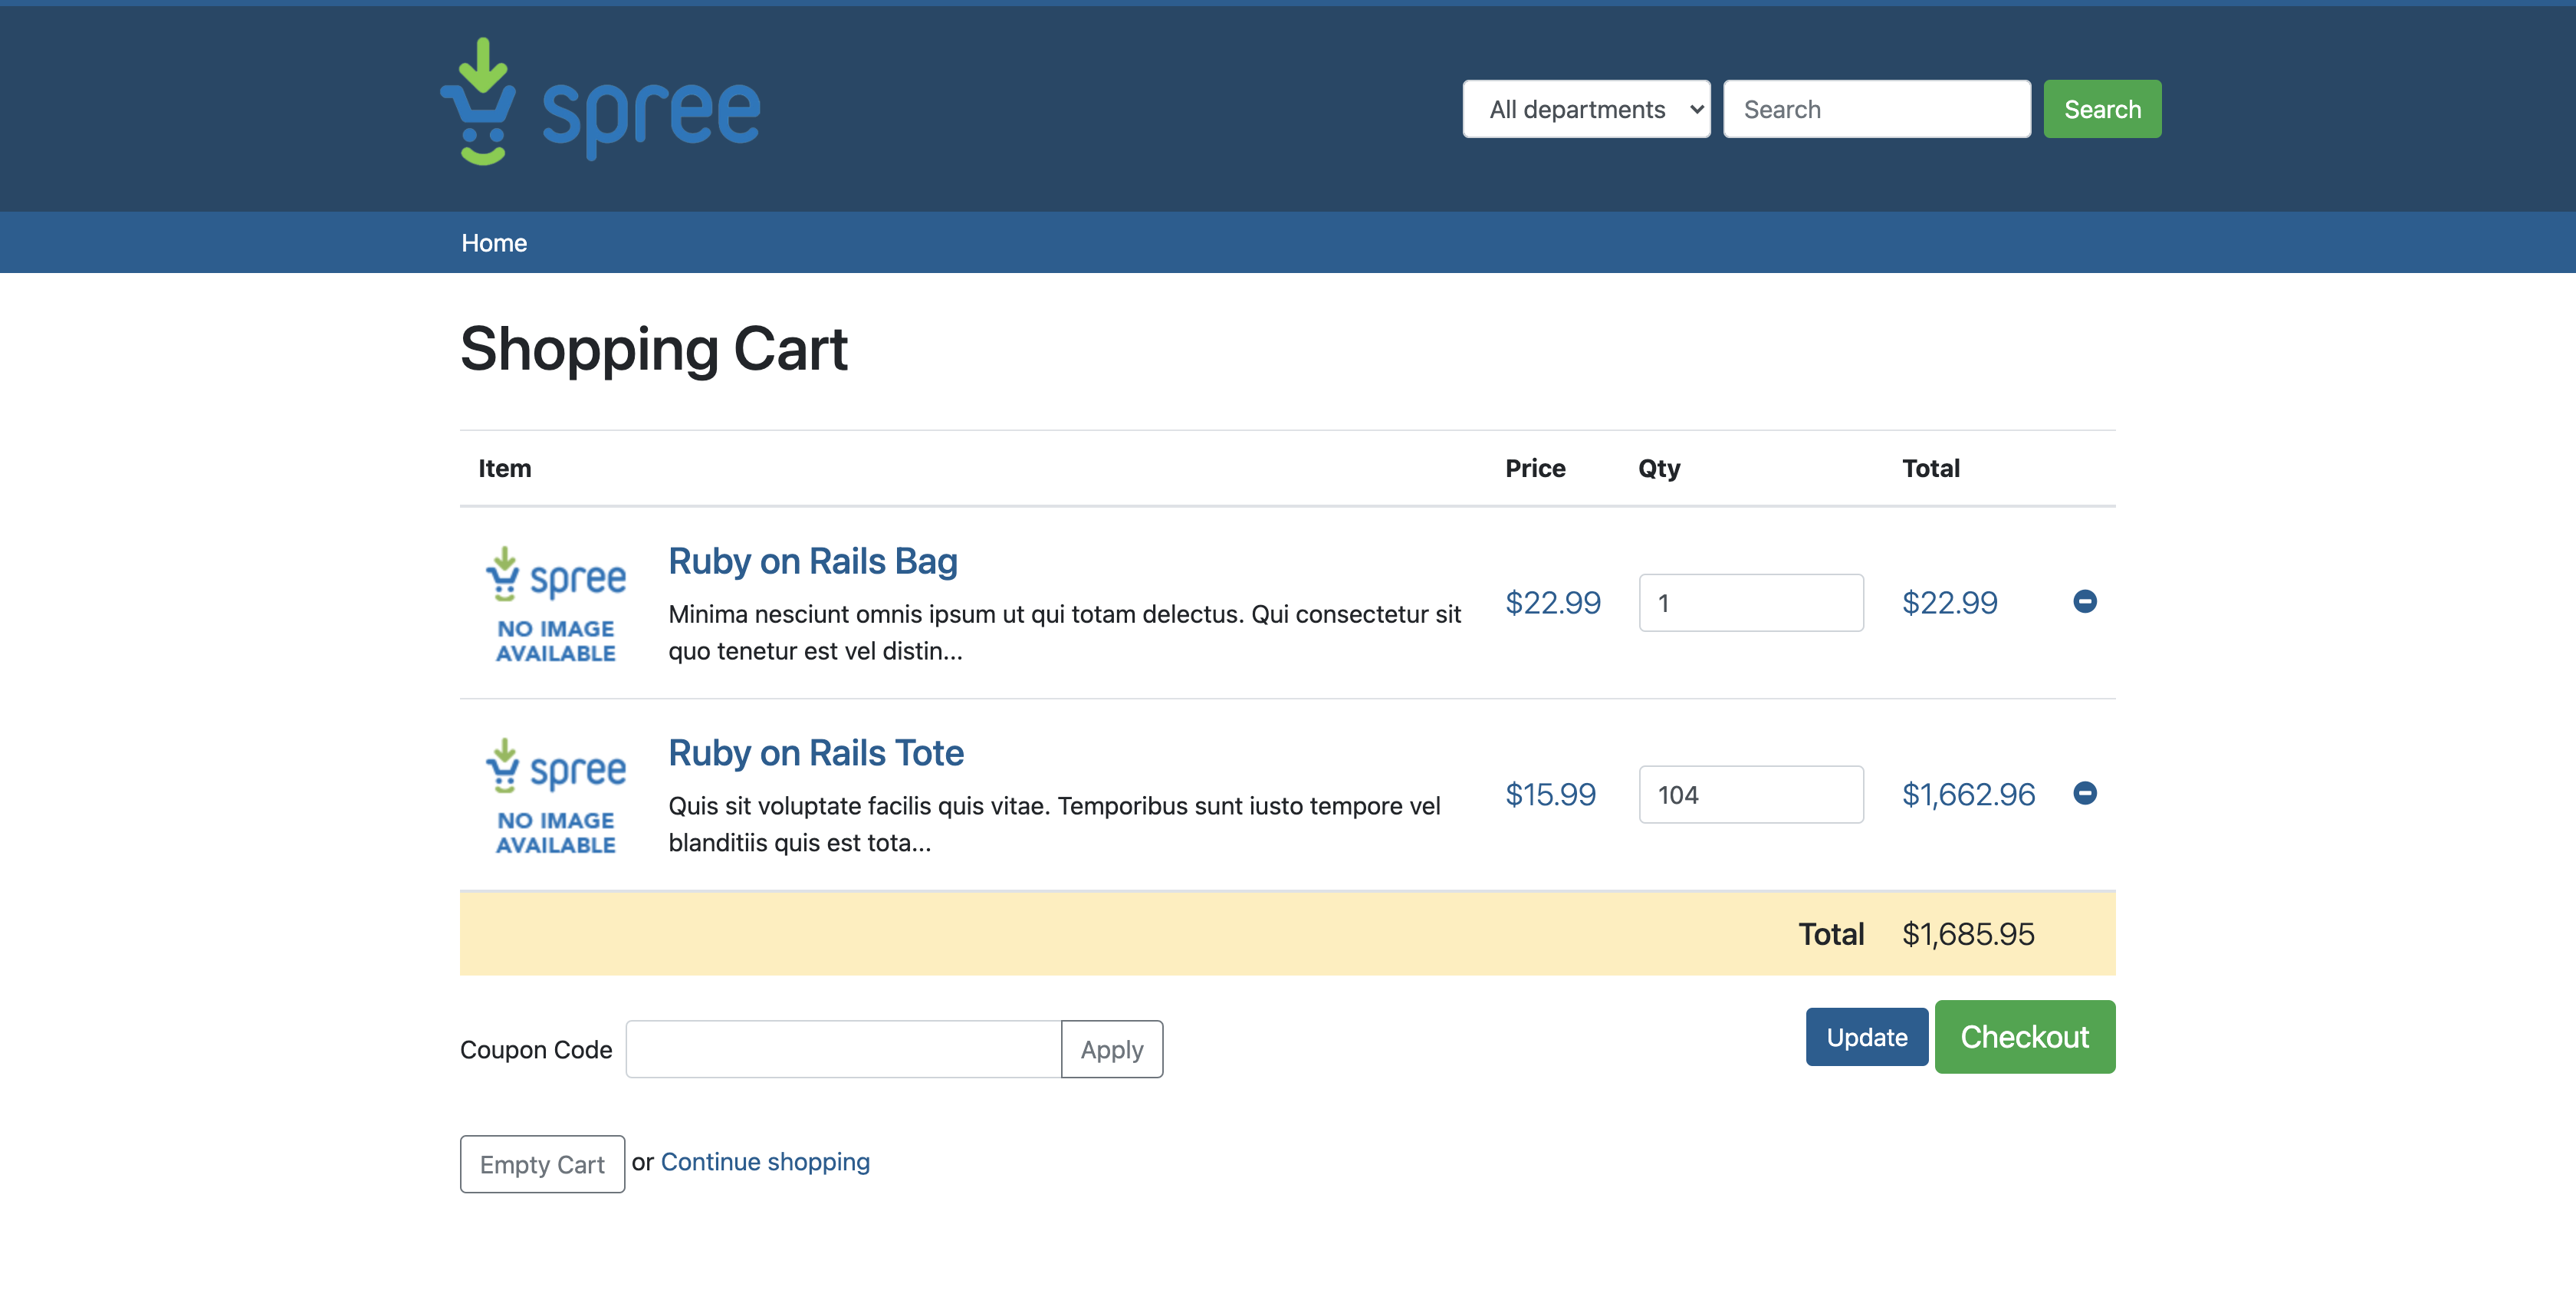 spree
All departments Search Search
Home
Shopping Cart
Item Price Qty Total
spree
NO IMAGE
AVAILABLE
Ruby on Rails Bag
Minima nesciunt omnis ipsum ut qui totam delectus. Qui consectetur sit
quo tenetur est vel distin...
$22.99 1 $22.99
spree
NO IMAGE
AVAILABLE
Ruby on Rails Tote
Quis sit voluptate facilis quis vitae. Temporibus sunt iusto tempore vel
blanditiis quis est tota...
$15.99 104 $1,662.96
Total $1,685.95
Coupon Code Apply
Update Checkout
Empty Cart or Continue shopping